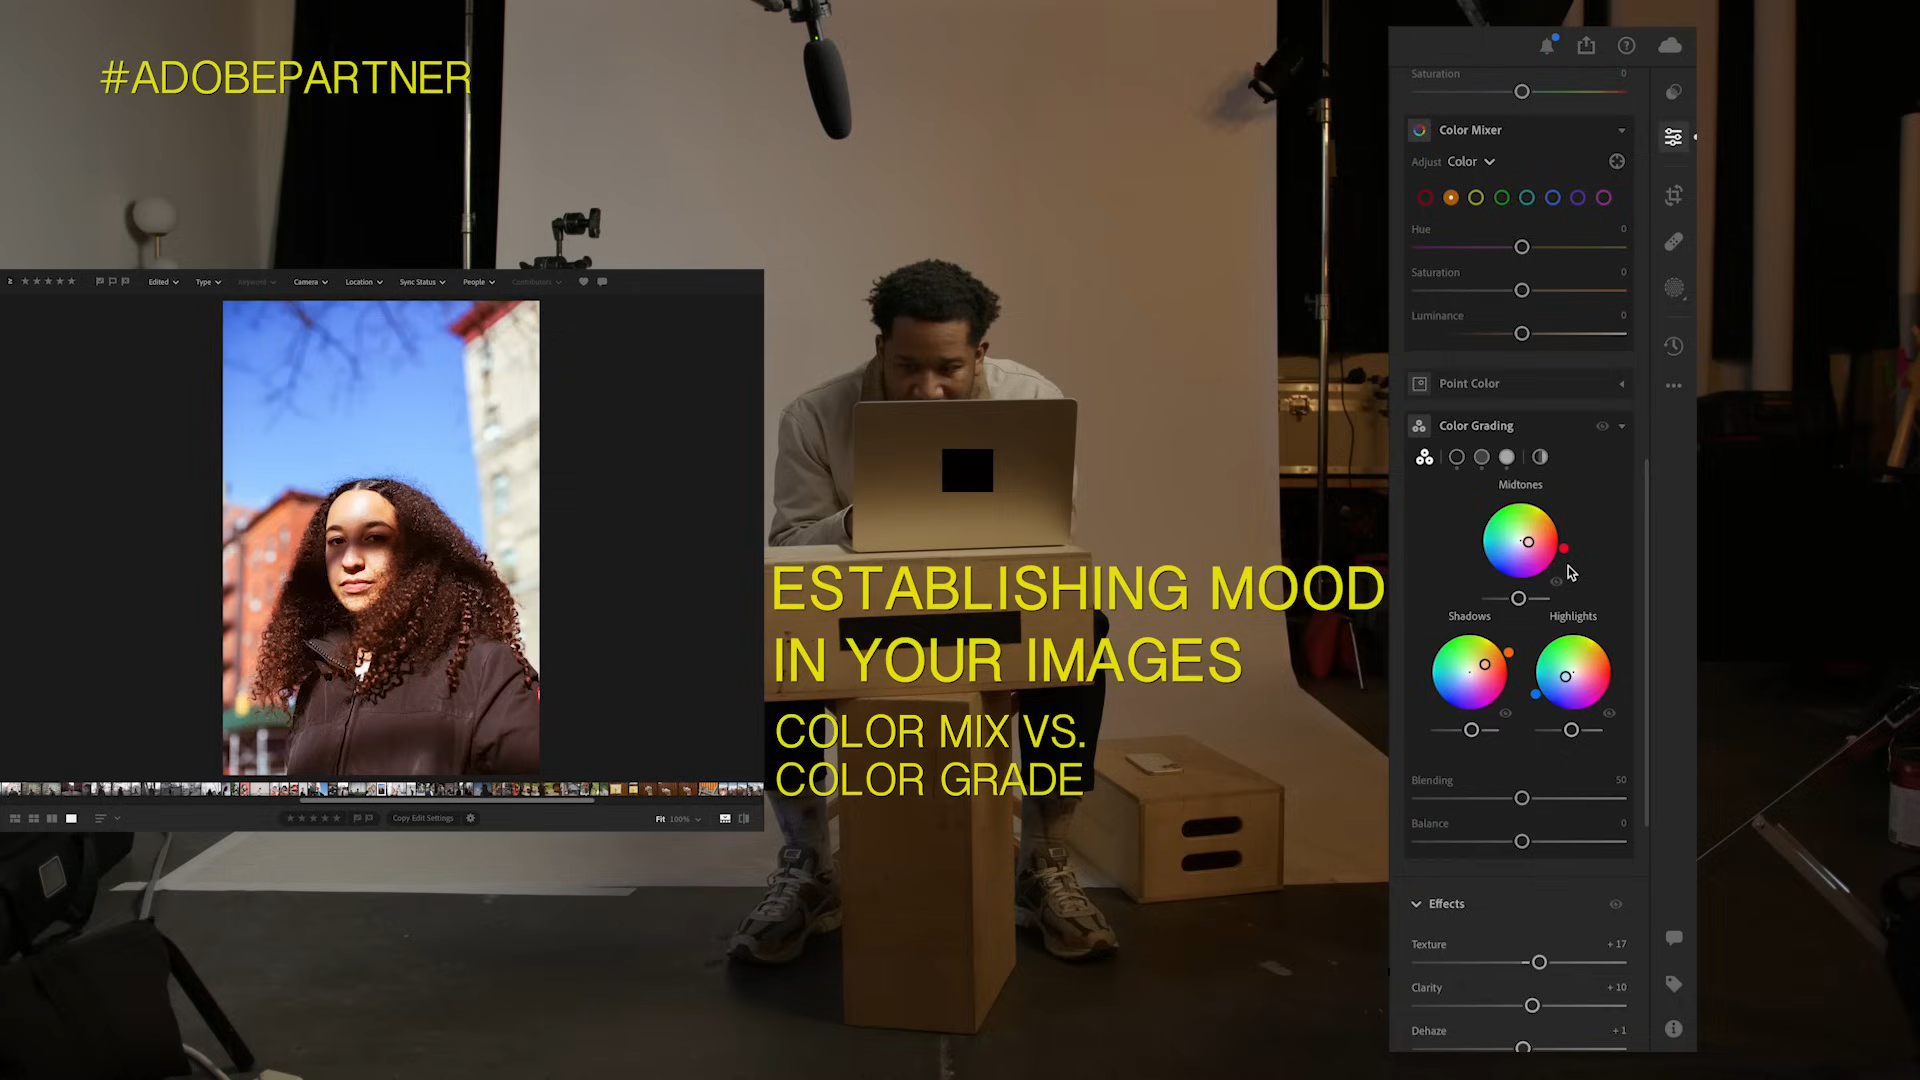 #ADOBEPARTNER
Edited
Type
Keyword
Camera
Location
Sync Status
People
Contributors
Copy Edit Settings
Fit 100%
ESTABLISHING MOOD
IN YOUR IMAGES
COLOR MIX VS.
COLOR GRADE
Saturation 0
Color Mixer
Adjust Color
Hue 0
Saturation 0
Luminance 0
Point Color
Color Grading
Midtones
Shadows Highlights
Blending 50
Balance 0
Effects
Texture + 17
Clarity + 10
Dehaze + 1